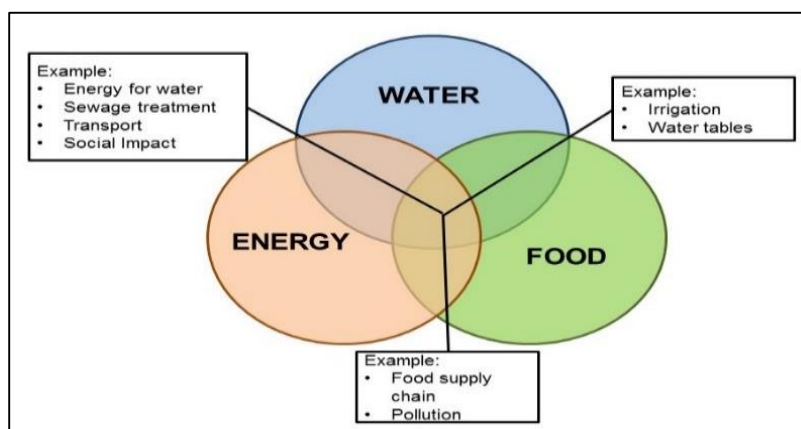 Example:
• Energy for water
• Sewage treatment
• Transport
• Social Impact
WATER
Example:
• Irrigation
• Water tables
ENERGY
FOOD
Example:
• Food supply
chain
• Pollution